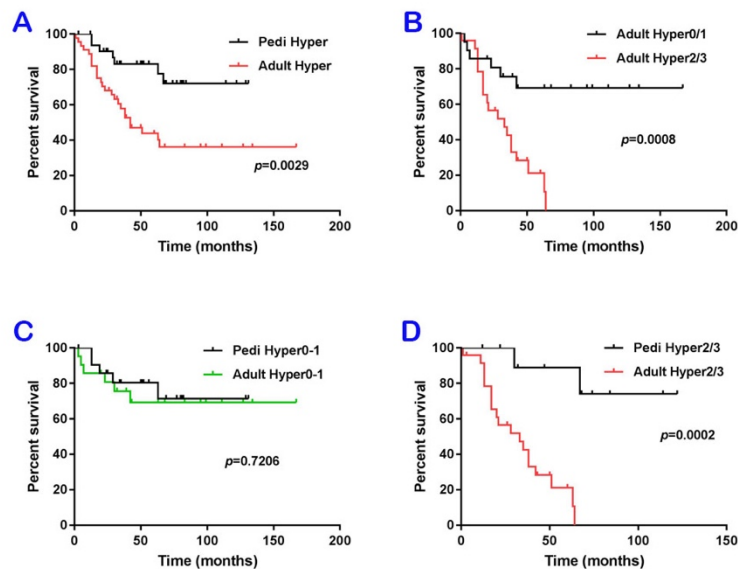 A
Percent survival
100
80
60
40
20
0
Pedi Hyper
Adult Hyper
p=0.0029
0 50 100 150 200
Time (months)
B
Percent survival
100
80
60
40
20
0
Adult Hyper0/1
Adult Hyper2/3
p=0.0008
0 50 100 150 200
Time (months)
C
Percent survival
100
80
60
40
20
0
Pedi Hyper0-1
Adult Hyper0-1
p=0.7206
0 50 100 150 200
Time (months)
D
Percent survival
100
80
60
40
20
0
Pedi Hyper2/3
Adult Hyper2/3
p=0.0002
0 50 100 150
Time (months)